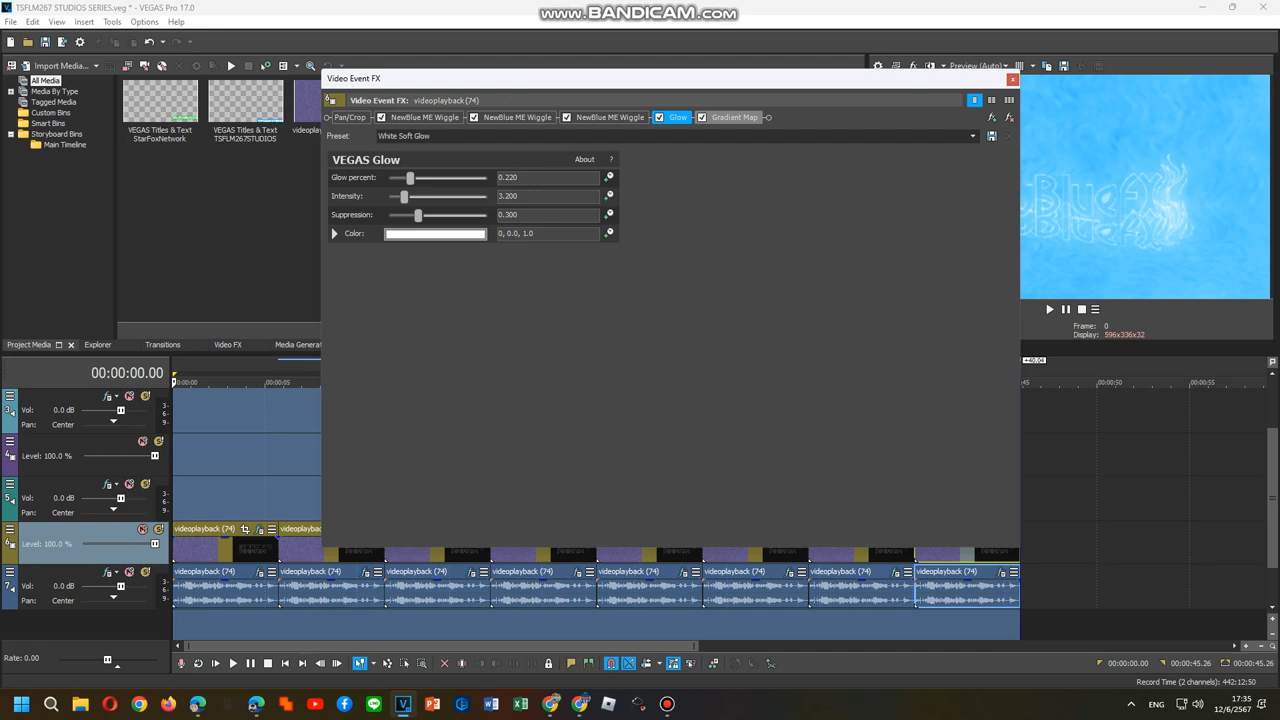 TSFLM267 STUDIOS SERIES.veg * - VEGAS Pro 17.0
www.BANDICAM.com
File Edit View Insert Tools Options Help
Import Media...
Preview (Auto)
All Media
Media By Type
Tagged Media
Custom Bins
Smart Bins
Storyboard Bins
Main Timeline
VEGAS Titles & Text
StarFoxNetwork
VEGAS Titles & Text
TSFLM267STUDIOS
videoplay
Video Event FX
Video Event FX: videoplayback (74)
Pan/Crop NewBlue ME Wiggle NewBlue ME Wiggle NewBlue ME Wiggle Glow Gradient Map
Preset: White Soft Glow
VEGAS Glow About ?
Glow percent: 0.220
Intensity: 3.200
Suppression: 0.300
Color: 0, 0.0, 1.0
Frame: 0
Display: 596x336x32
Project Media Explorer Transitions Video FX Media Generat
00:00:00.00
+40.04
00:00:05
00:00:50 00:00:55
3 Vol: 0.0 dB
Pan: Center
4 Level: 100.0 %
5 Vol: 0.0 dB
Pan: Center
6 Level: 100.0 %
videoplayback (74) videoplayback
7 Vol: 0.0 dB
Pan: Center
videoplayback (74) videoplayback (74) videoplayback (74) videoplayback (74) videoplayback (74) videoplayback (74) videoplayback (74) videoplayback (74)
Rate: 0.00
00:00:00.00 00:00:45.26 00:00:45.26
Record Time (2 channels): 442:12:50
ENG 17:35
12/6/2567